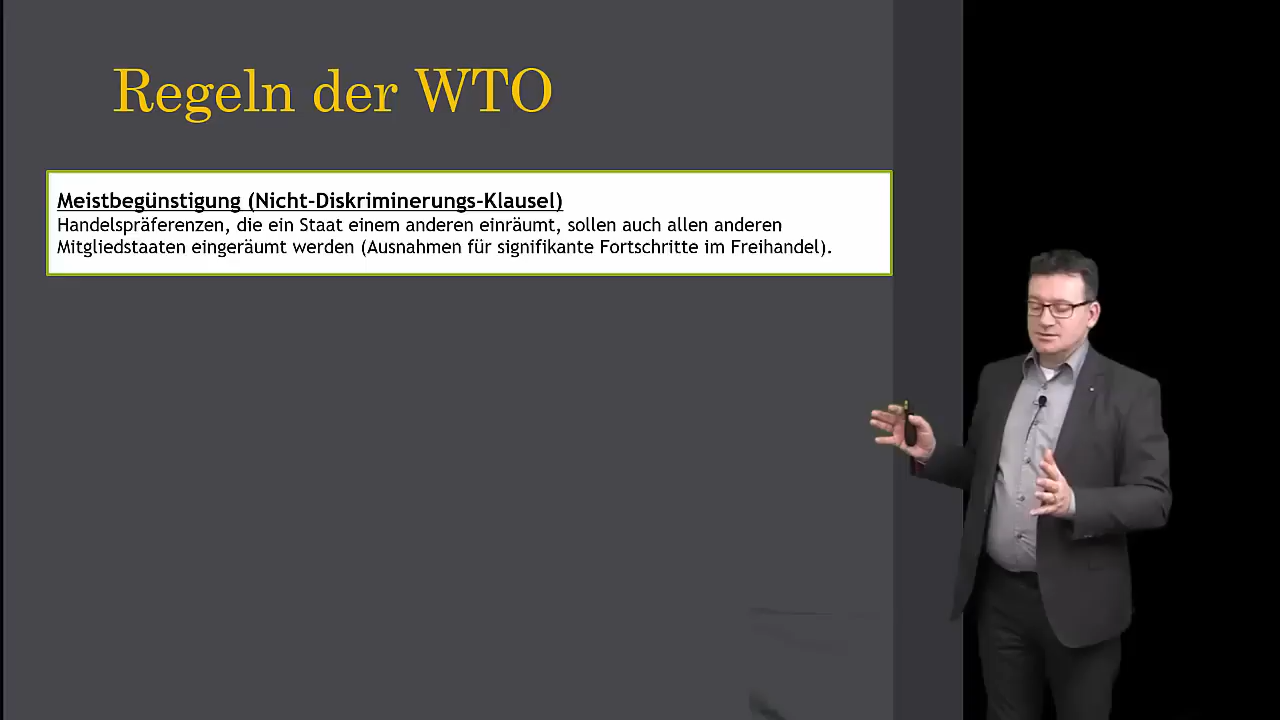 Regeln der WTO
Meistbegünstigung (Nicht-Diskriminerungs-Klausel)
Handelspräferenzen, die ein Staat einem anderen einräumt, sollen auch allen anderen
Mitgliedstaaten eingeräumt werden (Ausnahmen für signifikante Fortschritte im Freihandel).